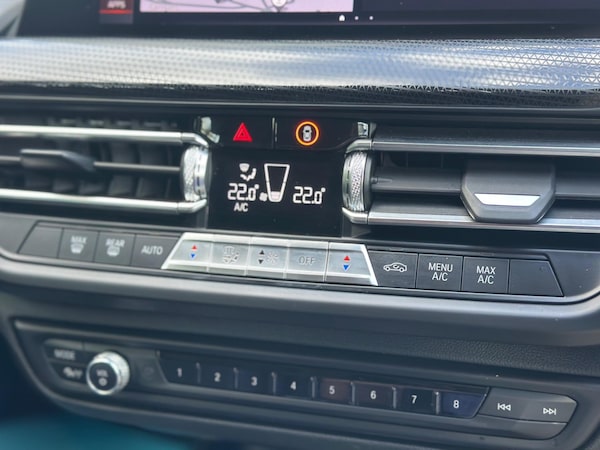 APPS
22.0° 22.0°
A/C
MAX REAR AUTO OFF MENU A/C MAX A/C
MODE
1 2 3 4 5 6 7 8